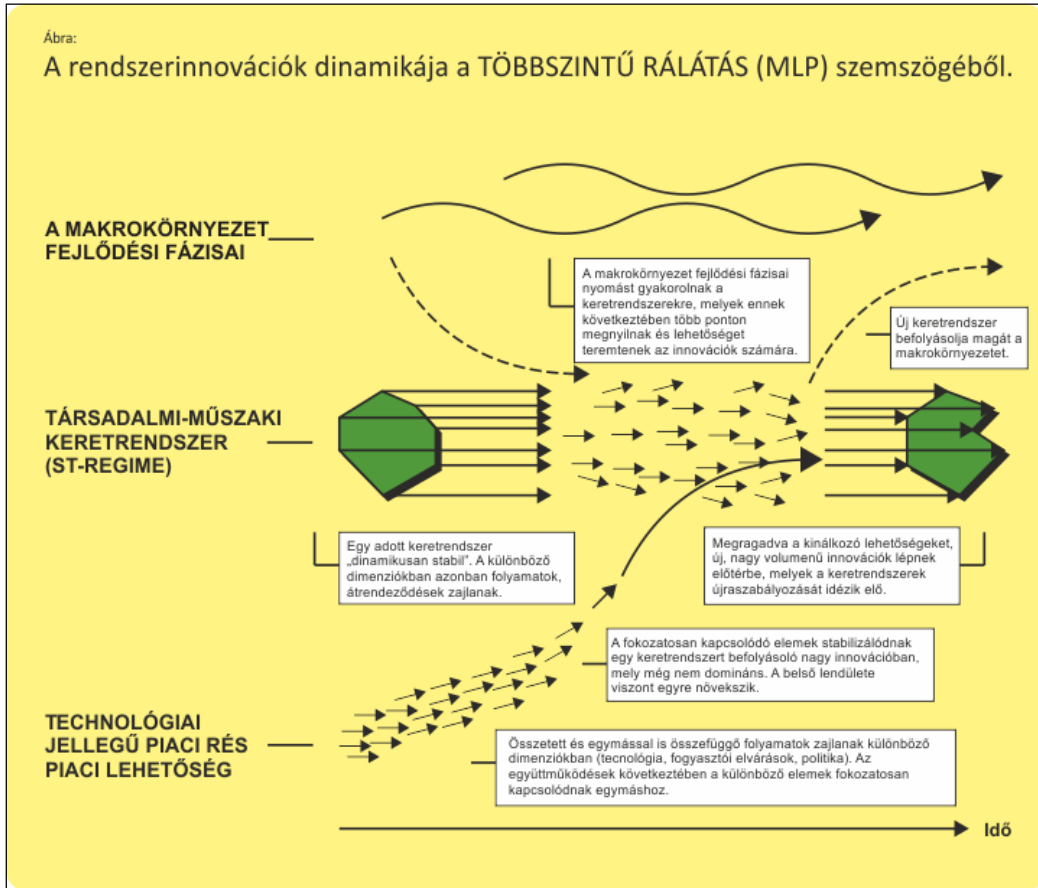 Ábra:
A rendszerinnovációk dinamikája a TÖBBSZINTŰ RÁLÁTÁS (MLP) szemszögéből.
A MAKROKÖRNYEZET
FEJLŐDÉSI FÁZISAI
A makrokörnyezet fejlődési fázisai
nyomást gyakorolnak a
keretrendszerekre, melyek ennek
következtében több ponton
megnyilnak és lehetőséget
teremtenek az innovációk számára.
Új keretrendszer
befolyásolja magát a
makrokörnyezetet.
TÁRSADALMI-MŰSZAKI
KERETRENDSZER
(ST-REGIME)
Egy adott keretrendszer
„dinamikusan stabil”. A különböző
dimenziókban azonban folyamatok,
átrendeződések zajlanak.
Megragadva a kinálkozó lehetőségeket,
új, nagy volumenű innovációk lépnek
előtérbe, melyek a keretrendszerek
újraszabályozását idézik elő.
A fokozatosan kapcsolódó elemek stabilizálódnak
egy keretrendszert befolyásoló nagy innovációban,
mely még nem domináns. A belső lendülete
viszont egyre növekszik.
TECHNOLÓGIAI
JELLEGŰ PIACI RÉS
PIACI LEHETŐSÉG
Összetett és egymással is összefüggő folyamatok zajlanak különböző
dimenziókban (tecnológia, fogyasztói elvárások, politika). Az
együttműködések következtében a különböző elemek fokozatosan
kapcsolódnak egymáshoz.
Idő